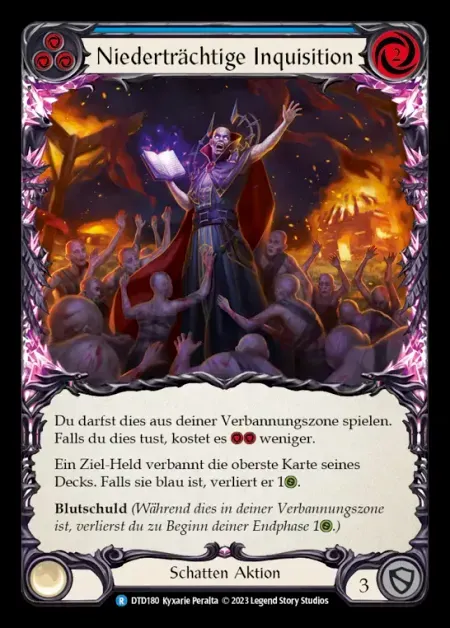 Niederträchtige Inquisition
2
Du darfst dies aus deiner Verbannungszone spielen.
Falls du dies tust, kostet es weniger.
Ein Ziel-Held verbannt die oberste Karte seines
Decks. Falls sie blau ist, verliert er 1.
Blutschuld (Während dies in deiner Verbannungszone
ist, verlierst du zu Beginn deiner Endphase 1.)
Schatten Aktion
3
R DTD180 Kyxarie Peralta © 2023 Legend Story Studios